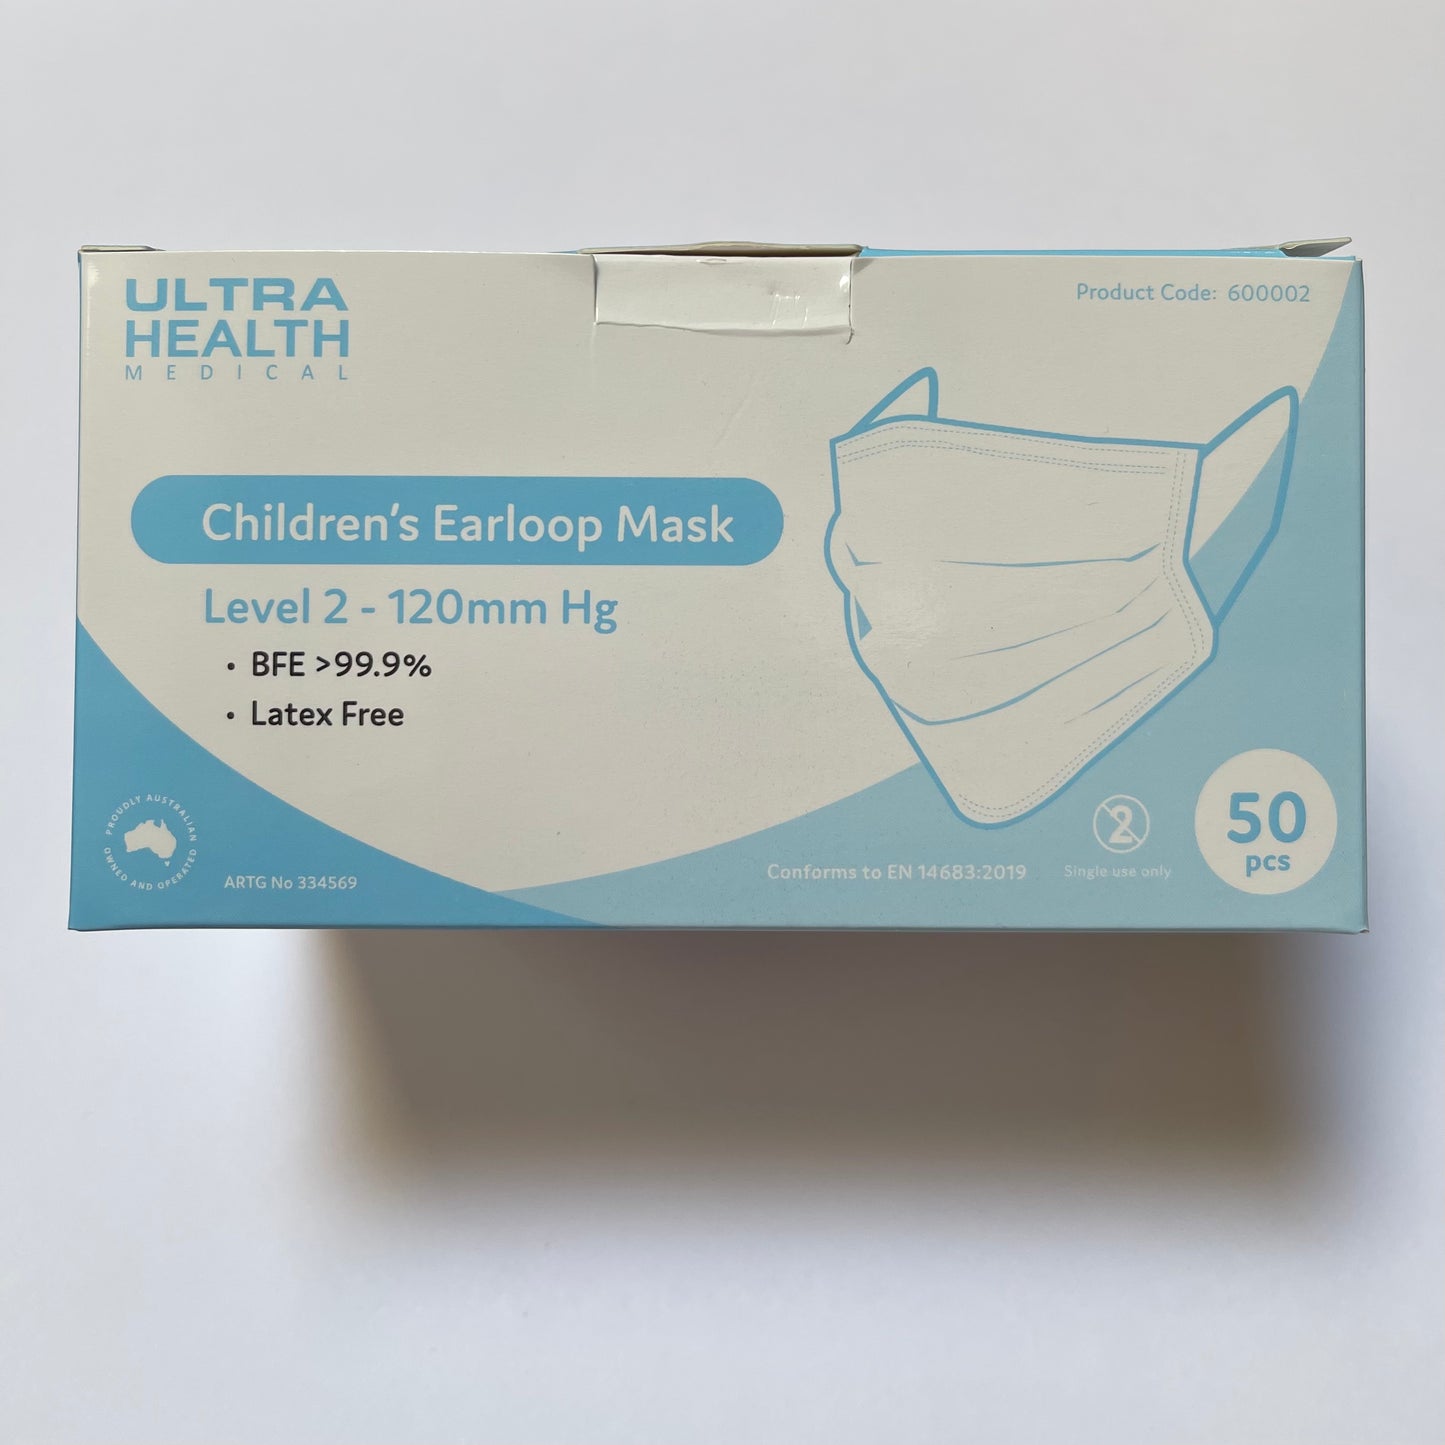 ULTRA
HEALTH
MEDICAL
Product Code: 600002
Children's Earloop Mask
Level 2 - 120mm Hg
• BFE >99.9%
• Latex Free
PROUDLY AUSTRALIAN
OWNED AND OPERATED
ARTG No 334569
Conforms to EN 14683:2019
2
Single use only
50
pcs